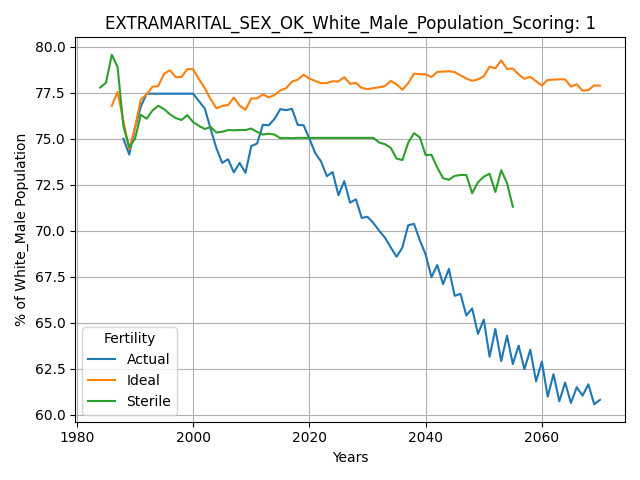 EXTRAMARITAL_SEX_OK_White_Male_Population_Scoring: 1
% of White_Male Population
80.0
77.5
75.0
72.5
70.0
67.5
65.0
62.5
60.0
Fertility
Actual
Ideal
Sterile
1980
2000
2020
2040
2060
Years